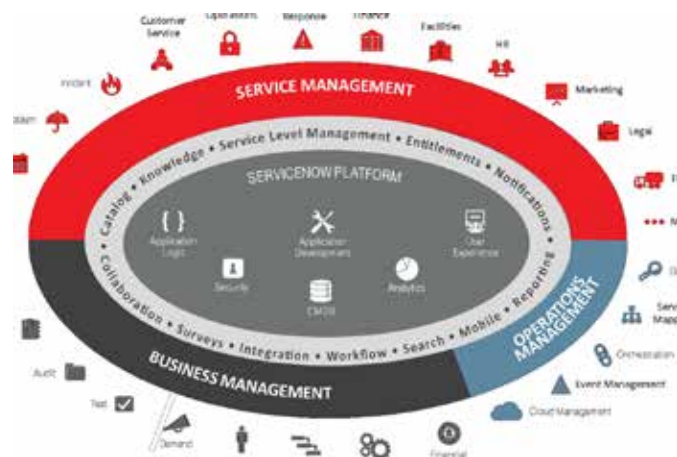 Customer
Service
Operations
Response
Finance
Facilities
HR
Marketing
Legal
Incident
SERVICE MANAGEMENT
• Catalog • Knowledge • Service Level Management • Entitlements • Notifications •
SERVICENOW PLATFORM
{ }
Application
Logic
Application
Development
User
Experience
Security
Analytics
CMDB
Collaboration • Surveys • Integration • Workflow • Search • Mobile • Reporting
BUSINESS MANAGEMENT
OPERATIONS
MANAGEMENT
Orchestration
Event Management
Cloud Management
Audit
Test
Demand
Financial